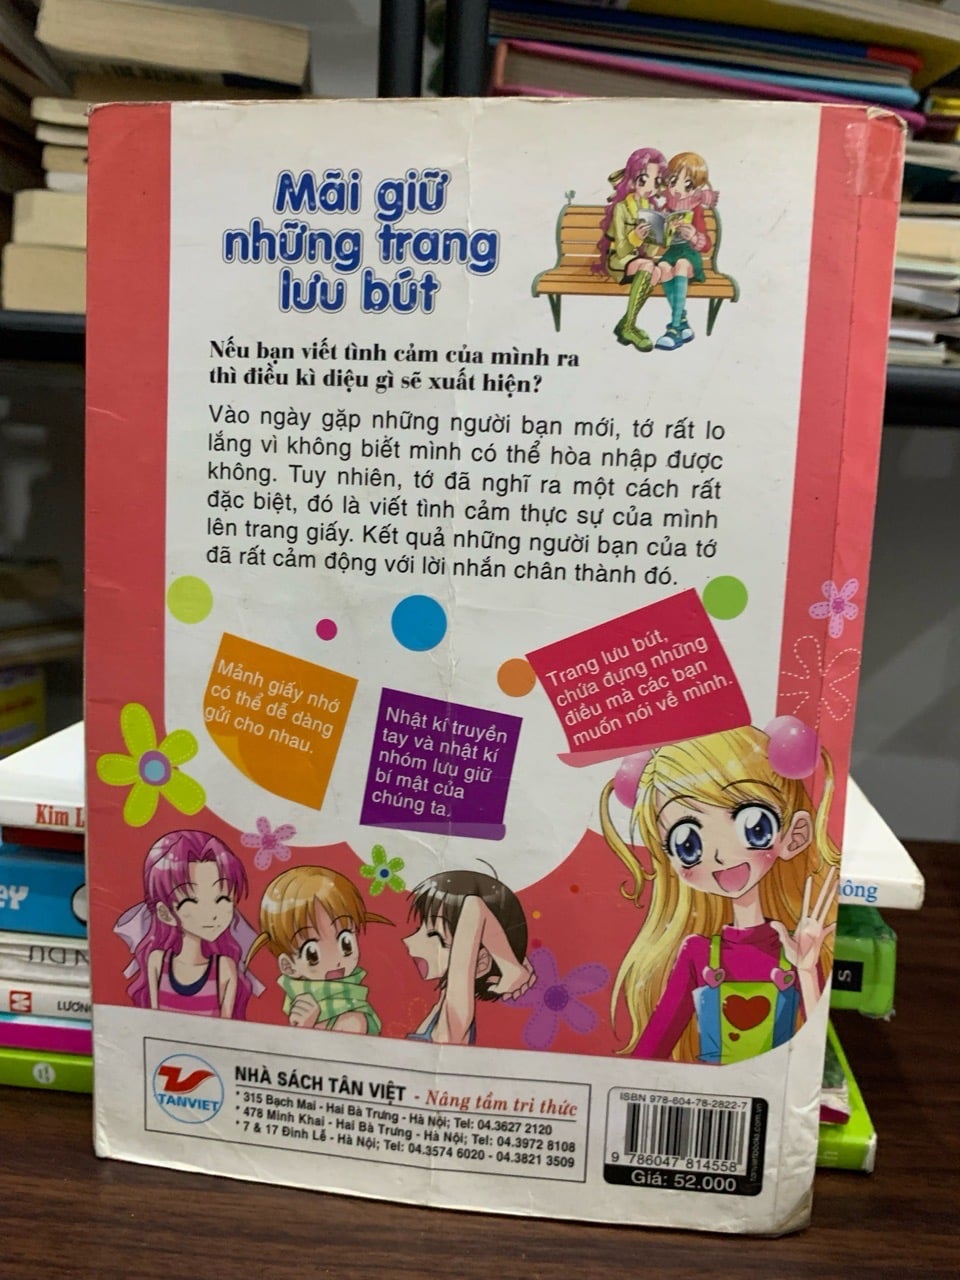 Mãi giữ
những trang
lưu bút
Nếu bạn viết tình cảm của mình ra
thì điều kì diệu gì sẽ xuất hiện?
Vào ngày gặp những người bạn mới, tớ rất lo
lắng vì không biết mình có thể hòa nhập được
không. Tuy nhiên, tớ đã nghĩ ra một cách rất
đặc biệt, đó là viết tình cảm thực sự của mình
lên trang giấy. Kết quả những người bạn của tớ
đã rất cảm động với lời nhắn chân thành đó.
Mảnh giấy nhớ
có thể dễ dàng
gửi cho nhau.
Nhật kí truyền
tay và nhật kí
nhóm lưu giữ
bí mật của
chúng ta.
Trang lưu bút,
chứa đựng những
điều mà các bạn
muốn nói về mình.
Kim L
LƯƠN
ông
S
TANVIET
NHÀ SÁCH TÂN VIỆT - Nâng tầm tri thức
* 315 Bạch Mai - Hai Bà Trưng - Hà Nội; Tel: 04.3627 2120
* 478 Minh Khai - Hai Bà Trưng - Hà Nội; Tel: 04.3972 8108
* 7 & 17 Đinh Lễ - Hà Nội; Tel: 04.3574 6020 - 04.3821 3509
ISBN 978-604-78-2822-7
9 786047 814558
Giá: 52.000